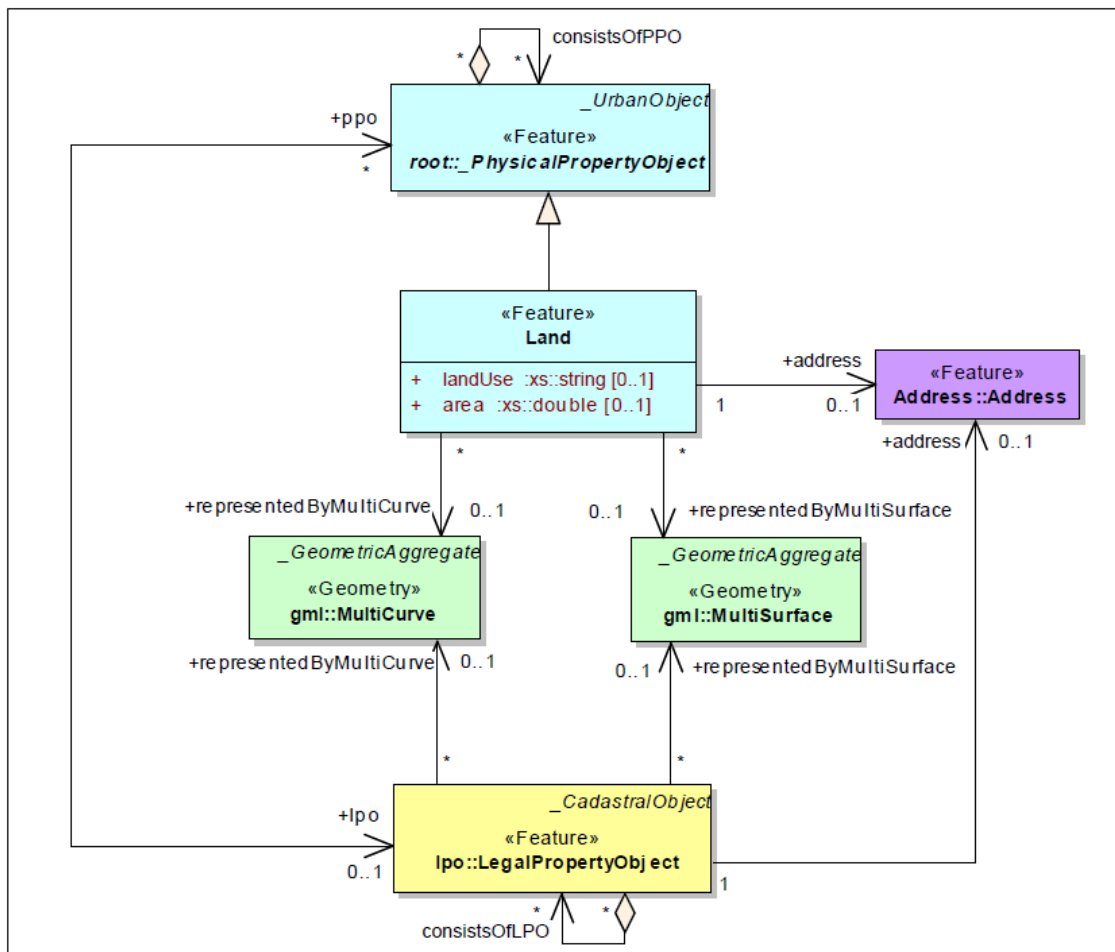 consistsOfPPO
*
*
_UrbanObject
«Feature»
root::_PhysicalPropertyObject
+ppo
*
«Feature»
Land
+ landUse :xs::string [0..1]
+ area :xs::double [0..1]
+address
1
0..1
«Feature»
Address::Address
+address
0..1
*
*
+representedByMultiCurve
0..1
0..1
+representedByMultiSurface
_GeometricAggregate
«Geometry»
gml::MultiCurve
_GeometricAggregate
«Geometry»
gml::MultiSurface
+representedByMultiCurve
0..1
0..1
+representedByMultiSurface
*
*
+lpo
0..1
_CadastralObject
«Feature»
lpo::LegalPropertyObject
1
*
*
consistsOfLPO